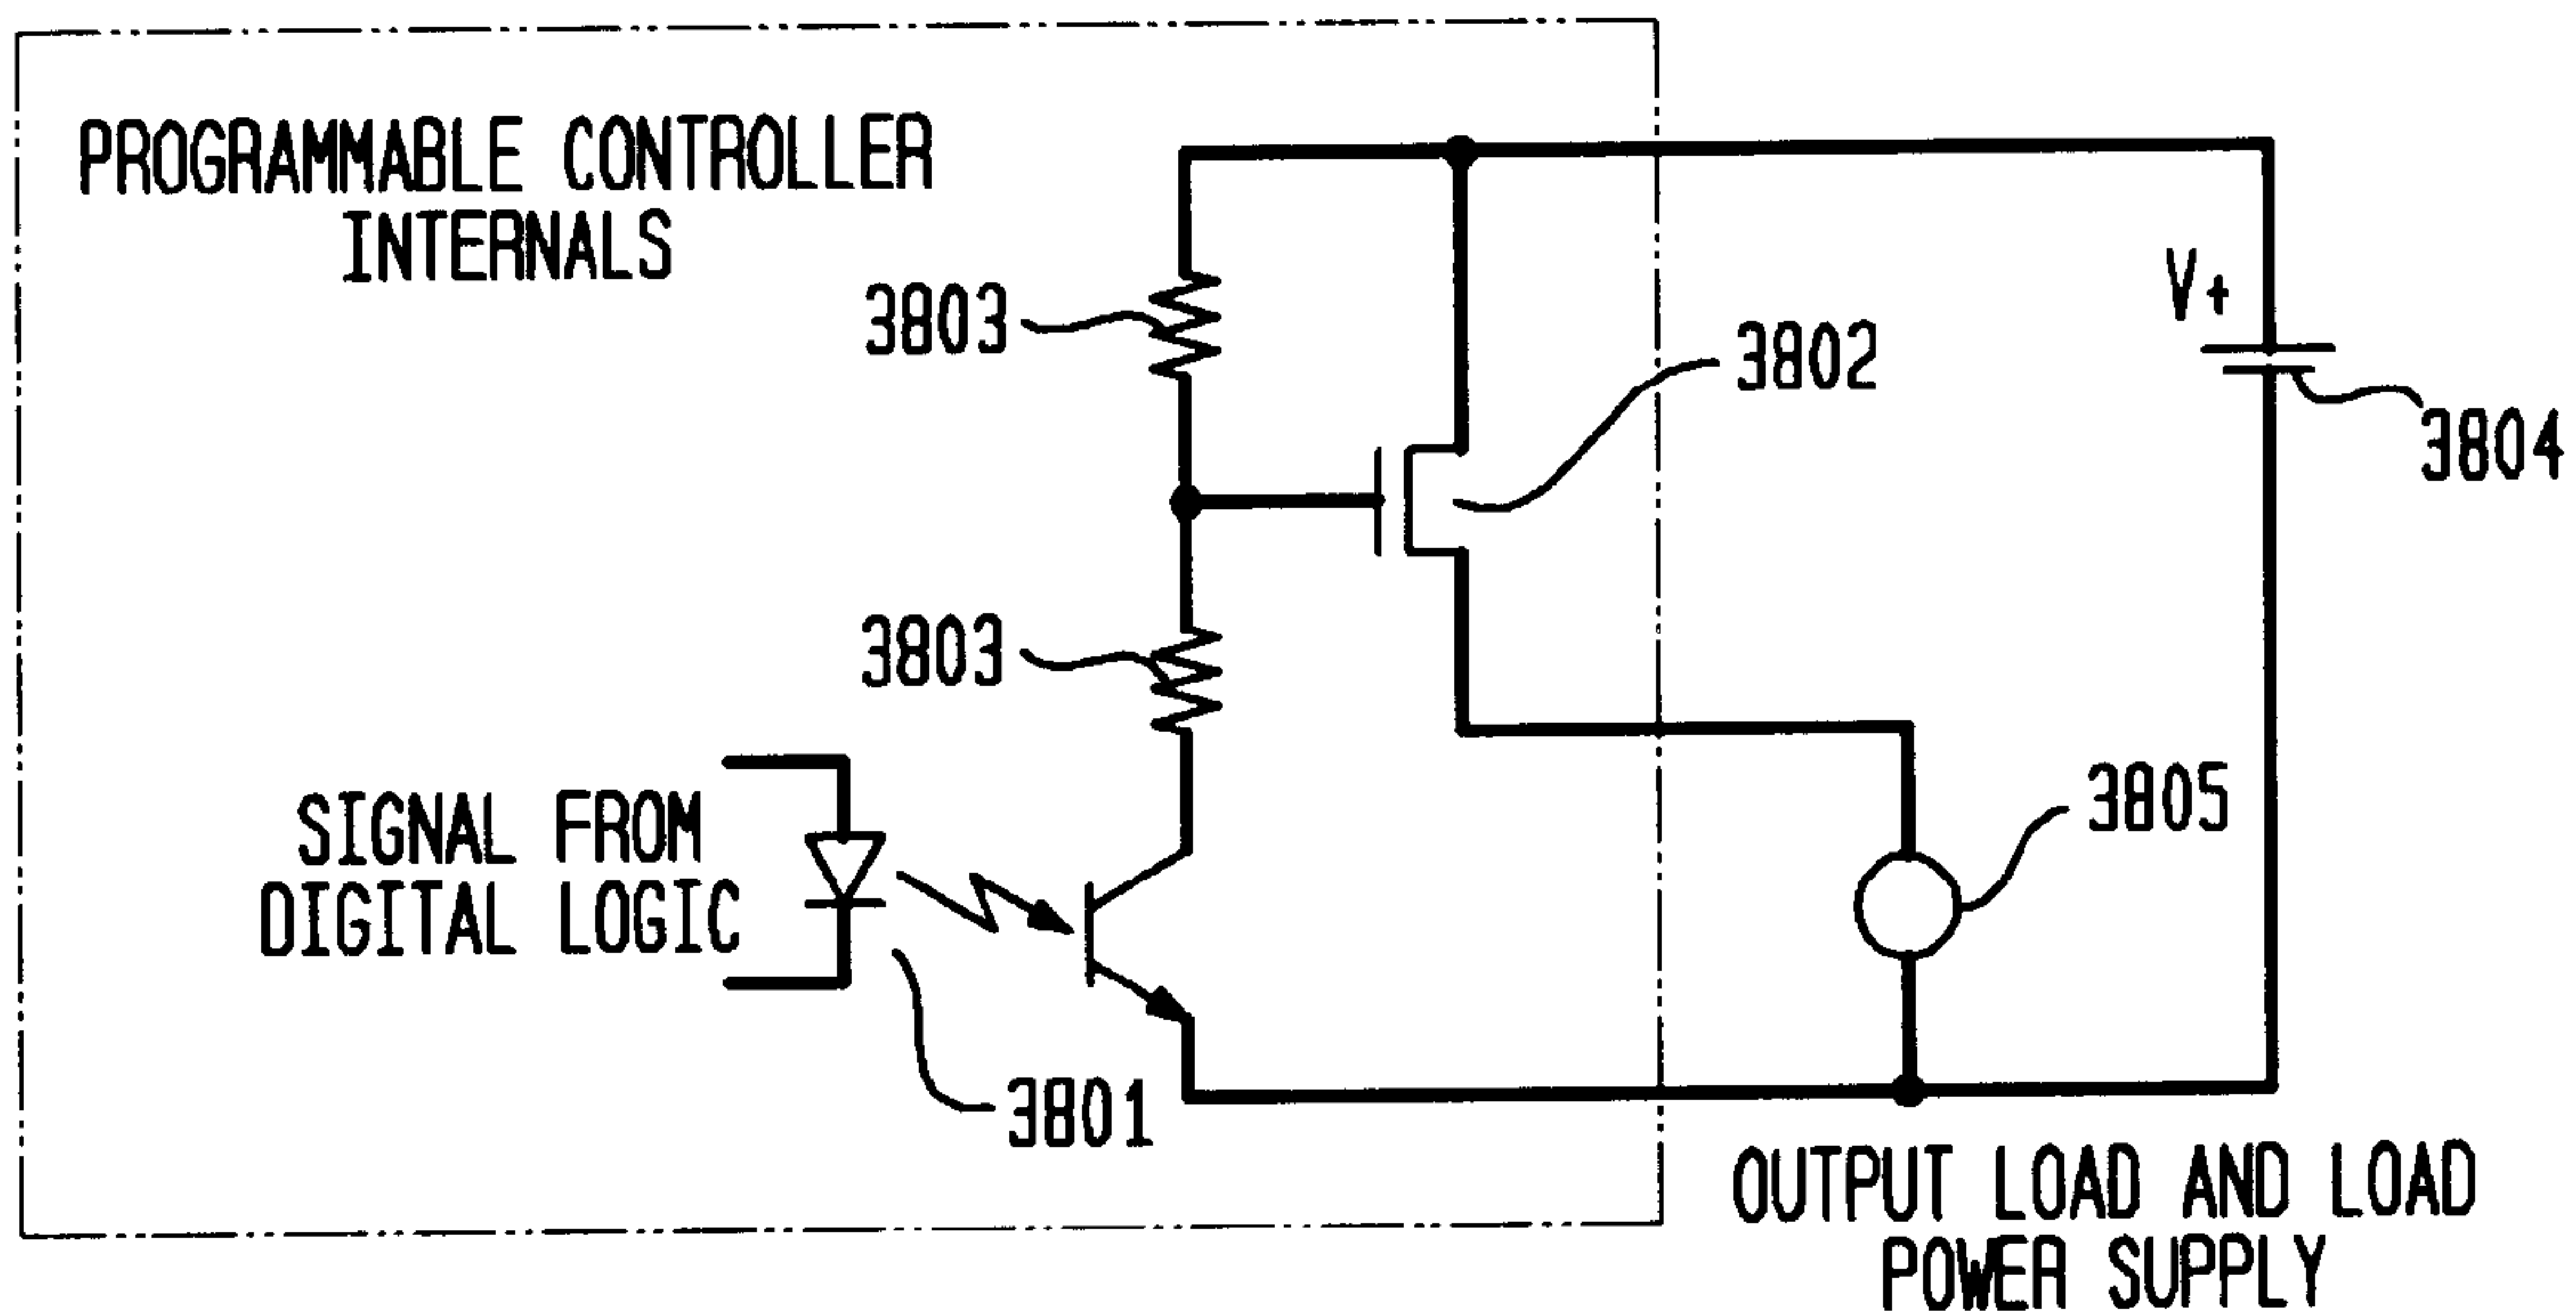 PROGRAMMABLE CONTROLLER
INTERNALS
3803
V+
3802
3804
3803
3805
SIGNAL FROM
DIGITAL LOGIC
3801
OUTPUT LOAD AND LOAD
POWER SUPPLY